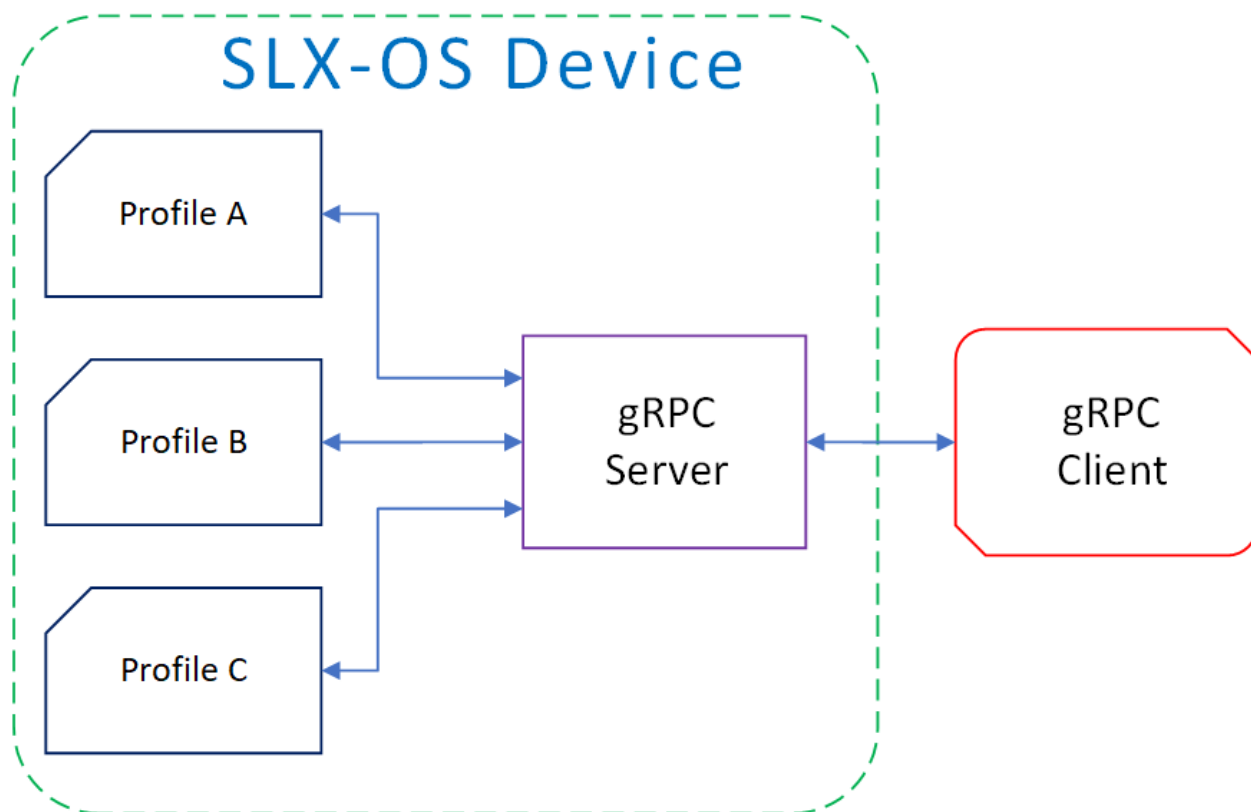 SLX-OS Device
Profile A
Profile B
Profile C
gRPC
Server
gRPC
Client